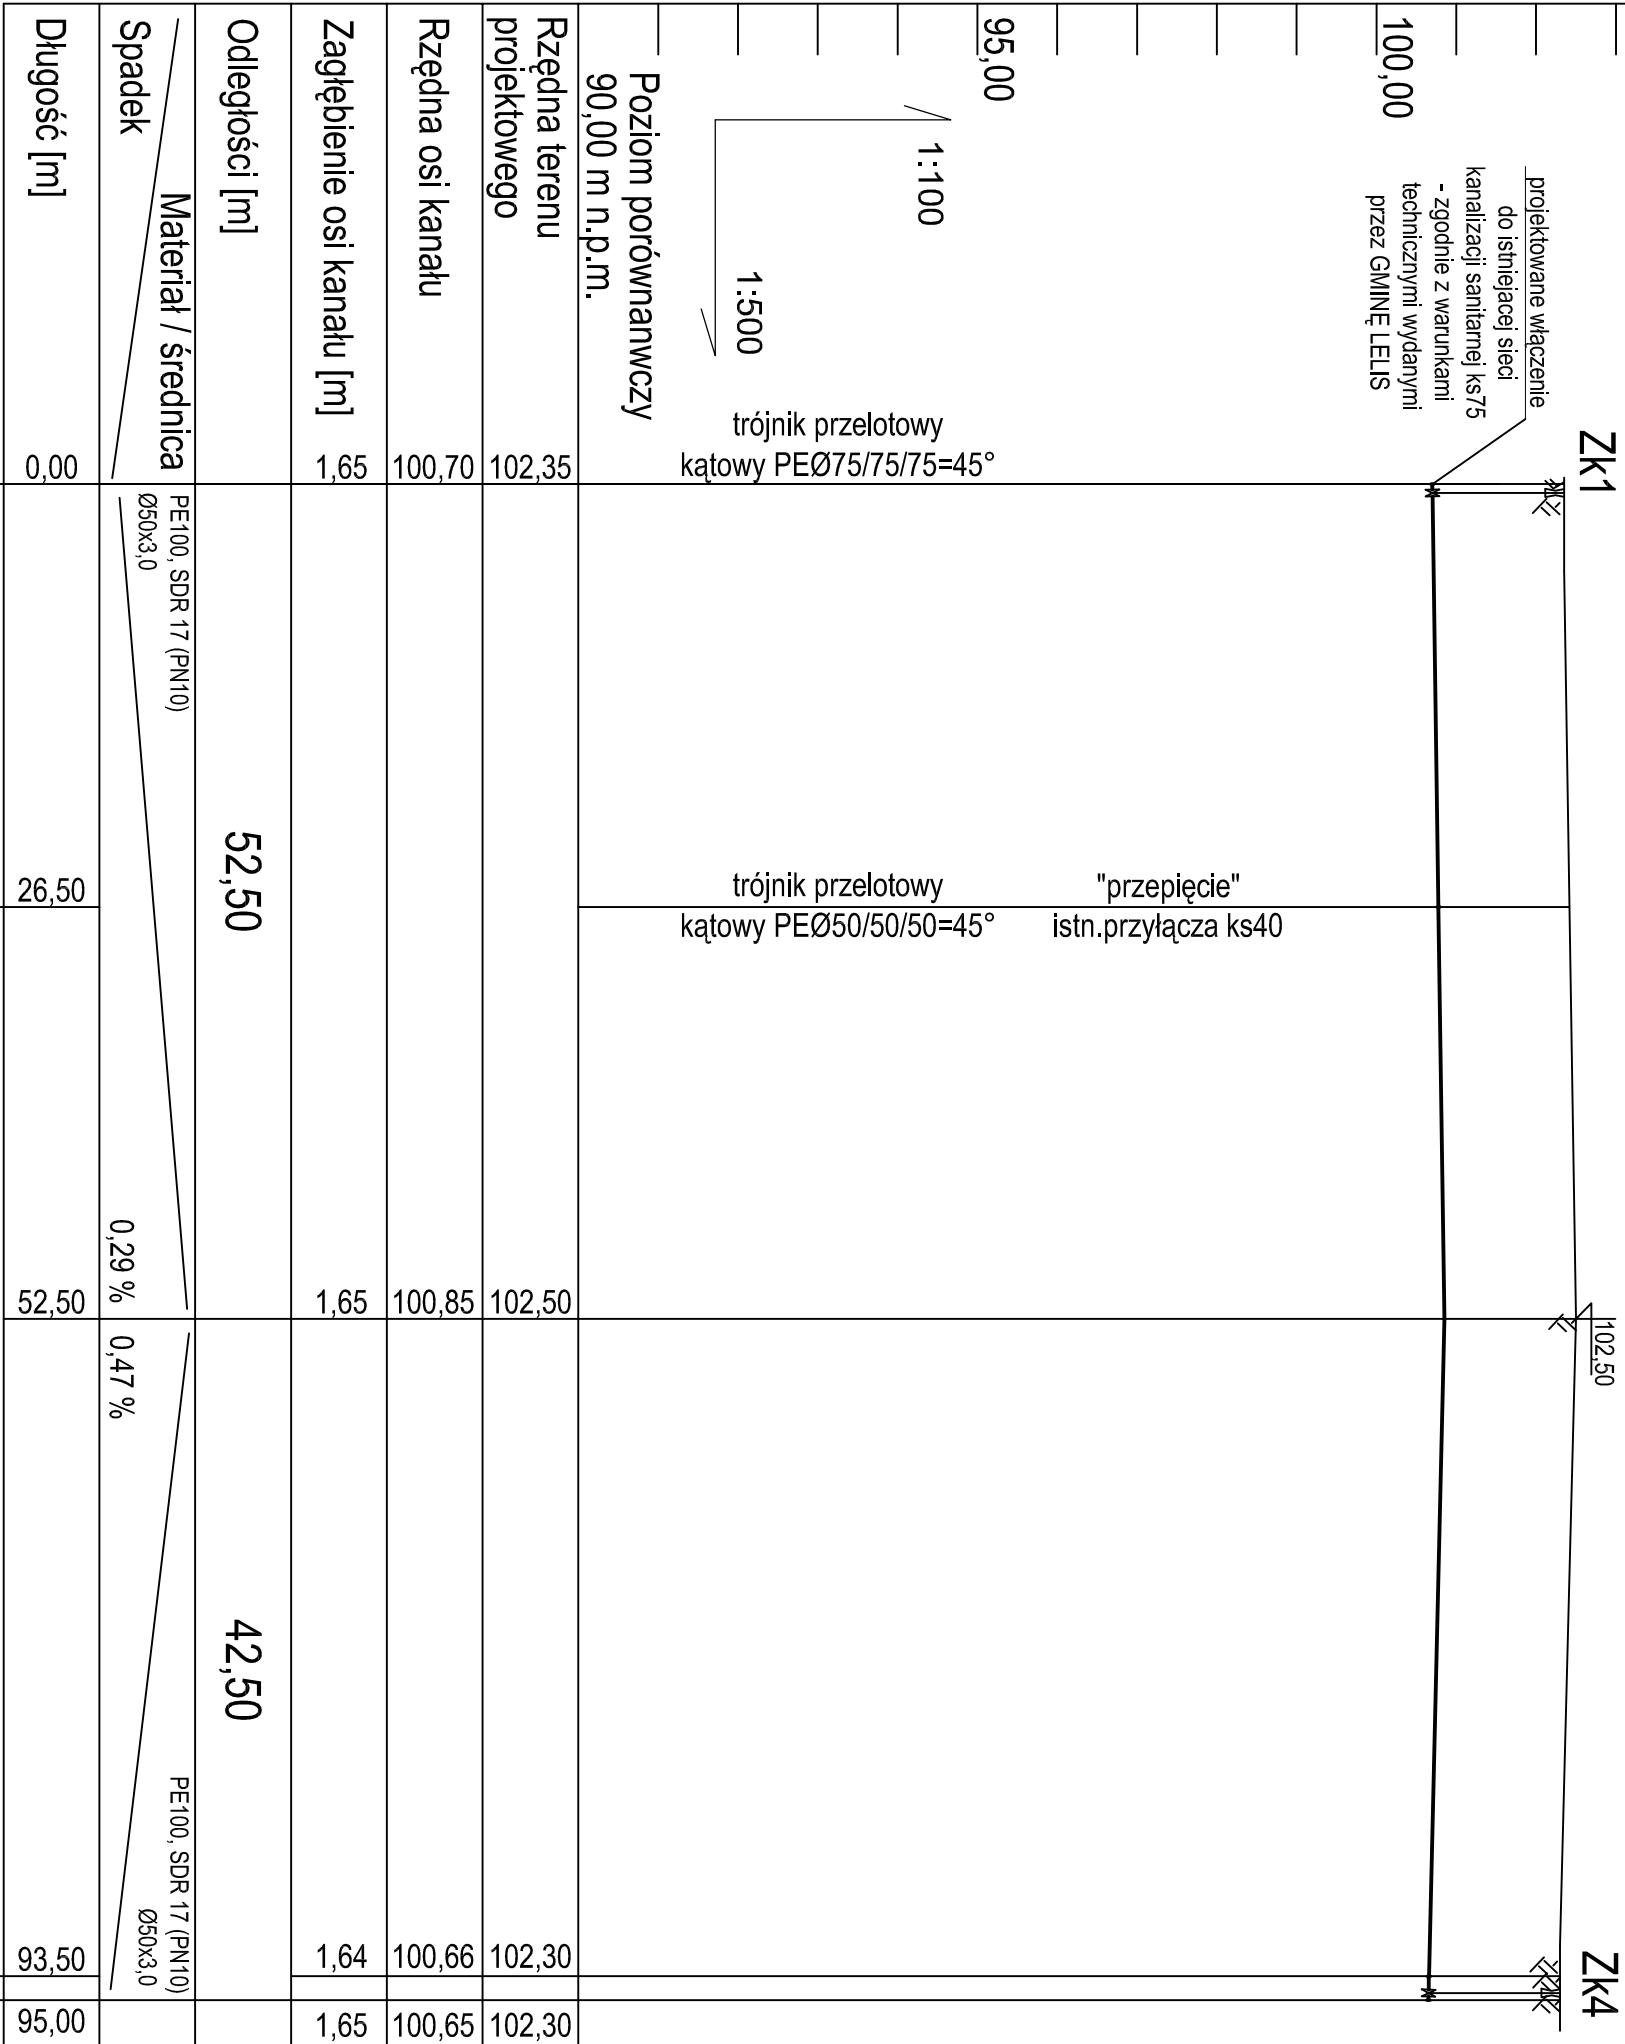 Zk1
Zk4
102,50
projektowane włączenie
do istniejacej sieci
kanalizacji sanitarnej ks75
- zgodnie z warunkami
technicznymi wydanymi
przez GMINĘ LELIS
100,00
95,00
1:100
1:500
trójnik przelotowy
kątowy PEØ75/75/75=45°
trójnik przelotowy
kątowy PEØ50/50/50=45°
"przepięcie"
istn.przyłącza ks40
Poziom porównanwczy
90,00 m n.p.m.
Rzędna terenu
projektowego
102,35
102,50
102,30
102,30
Rzędna osi kanału
100,70
100,85
100,66
100,65
Zagłębienie osi kanału [m]
1,65
1,65
1,64
1,65
Odległości [m]
52,50
42,50
Materiał / średnica
Spadek
PE100, SDR 17 (PN10)
Ø50x3,0
0,29 %
0,47 %
PE100, SDR 17 (PN10)
Ø50x3,0
Długość [m]
0,00
26,50
52,50
93,50
95,00